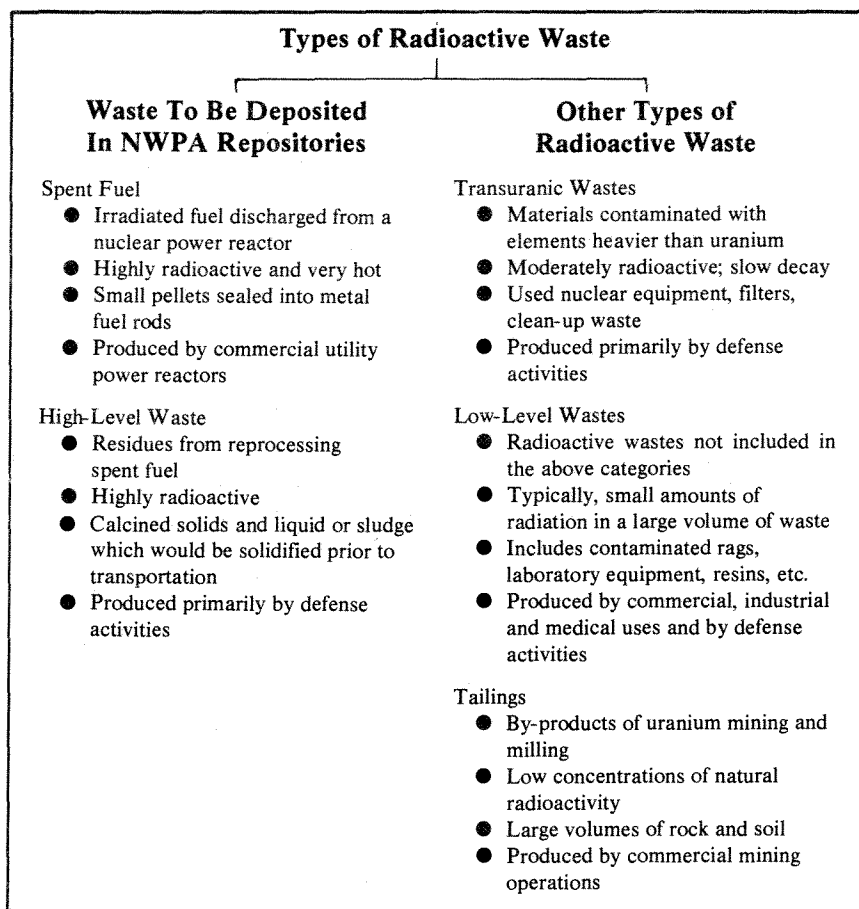 Types of Radioactive Waste
Waste To Be Deposited
In NWPA Repositories
Spent Fuel
● Irradiated fuel discharged from a
nuclear power reactor
● Highly radioactive and very hot
● Small pellets sealed into metal
fuel rods
● Produced by commercial utility
power reactors
High-Level Waste
● Residues from reprocessing
spent fuel
● Highly radioactive
● Calcined solids and liquid or sludge
which would be solidified prior to
transportation
● Produced primarily by defense
activities
Other Types of
Radioactive Waste
Transuranic Wastes
● Materials contaminated with
elements heavier than uranium
● Moderately radioactive; slow decay
● Used nuclear equipment, filters,
clean-up waste
● Produced primarily by defense
activities
Low-Level Wastes
● Radioactive wastes not included in
the above categories
● Typically, small amounts of
radiation in a large volume of waste
● Includes contaminated rags,
laboratory equipment, resins, etc.
● Produced by commercial, industrial
and medical uses and by defense
activities
Tailings
● By-products of uranium mining and
milling
● Low concentrations of natural
radioactivity
● Large volumes of rock and soil
● Produced by commercial mining
operations